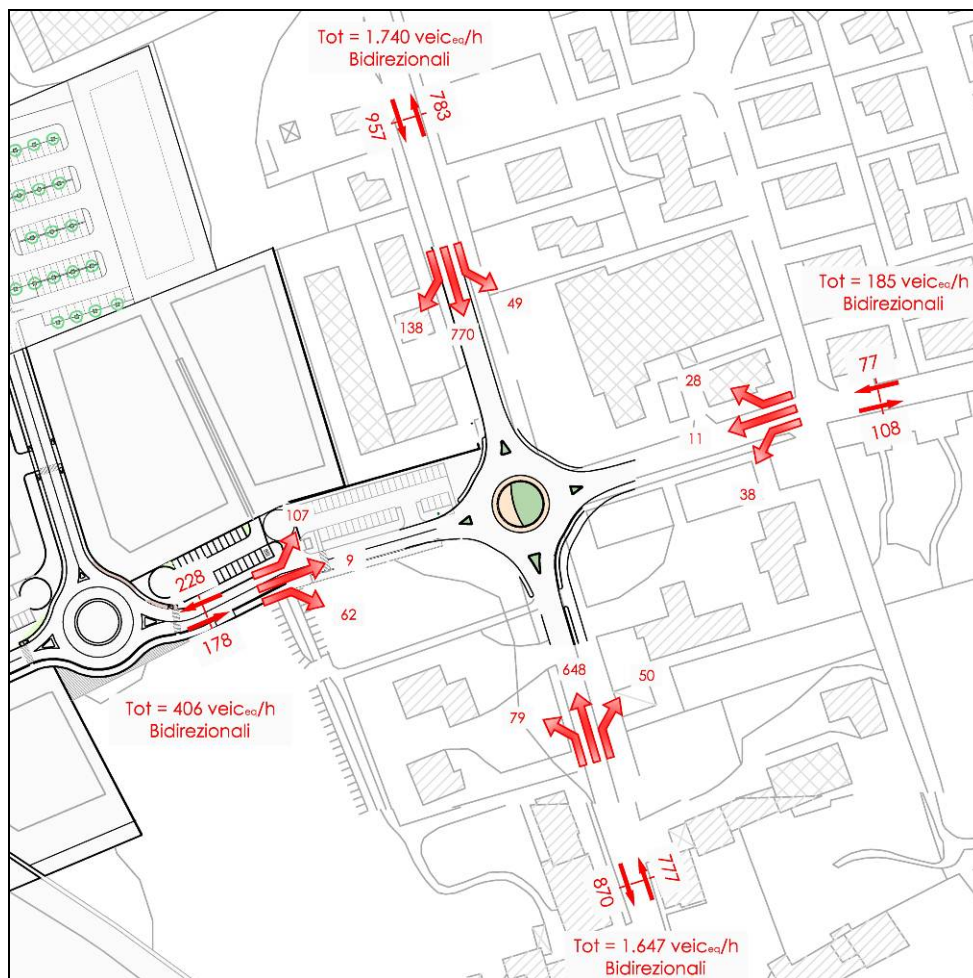 Tot = 1.740 veiceq/h
Bidirezionali
957
783
138
770
49
Tot = 185 veiceq/h
Bidirezionali
77
108
28
11
38
107
9
62
228
178
Tot = 406 veiceq/h
Bidirezionali
648
50
79
870
777
Tot = 1.647 veiceq/h
Bidirezionali